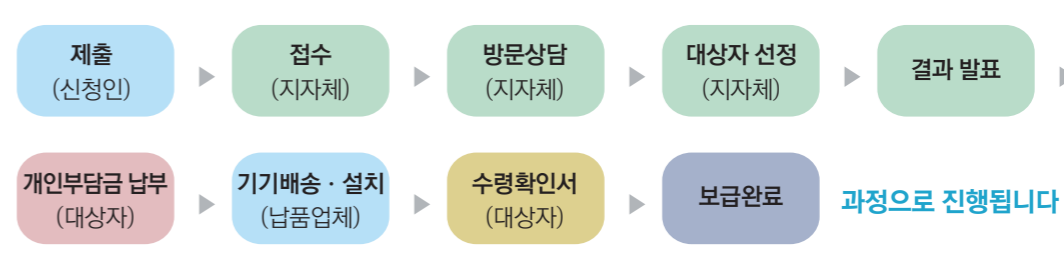 제출
(신청인)
접수
(지자체)
방문상담
(지자체)
대상자 선정
(지자체)
결과 발표
개인부담금 납부
(대상자)
기기배송 · 설치
(납품업체)
수령확인서
(대상자)
보급완료
과정으로 진행됩니다